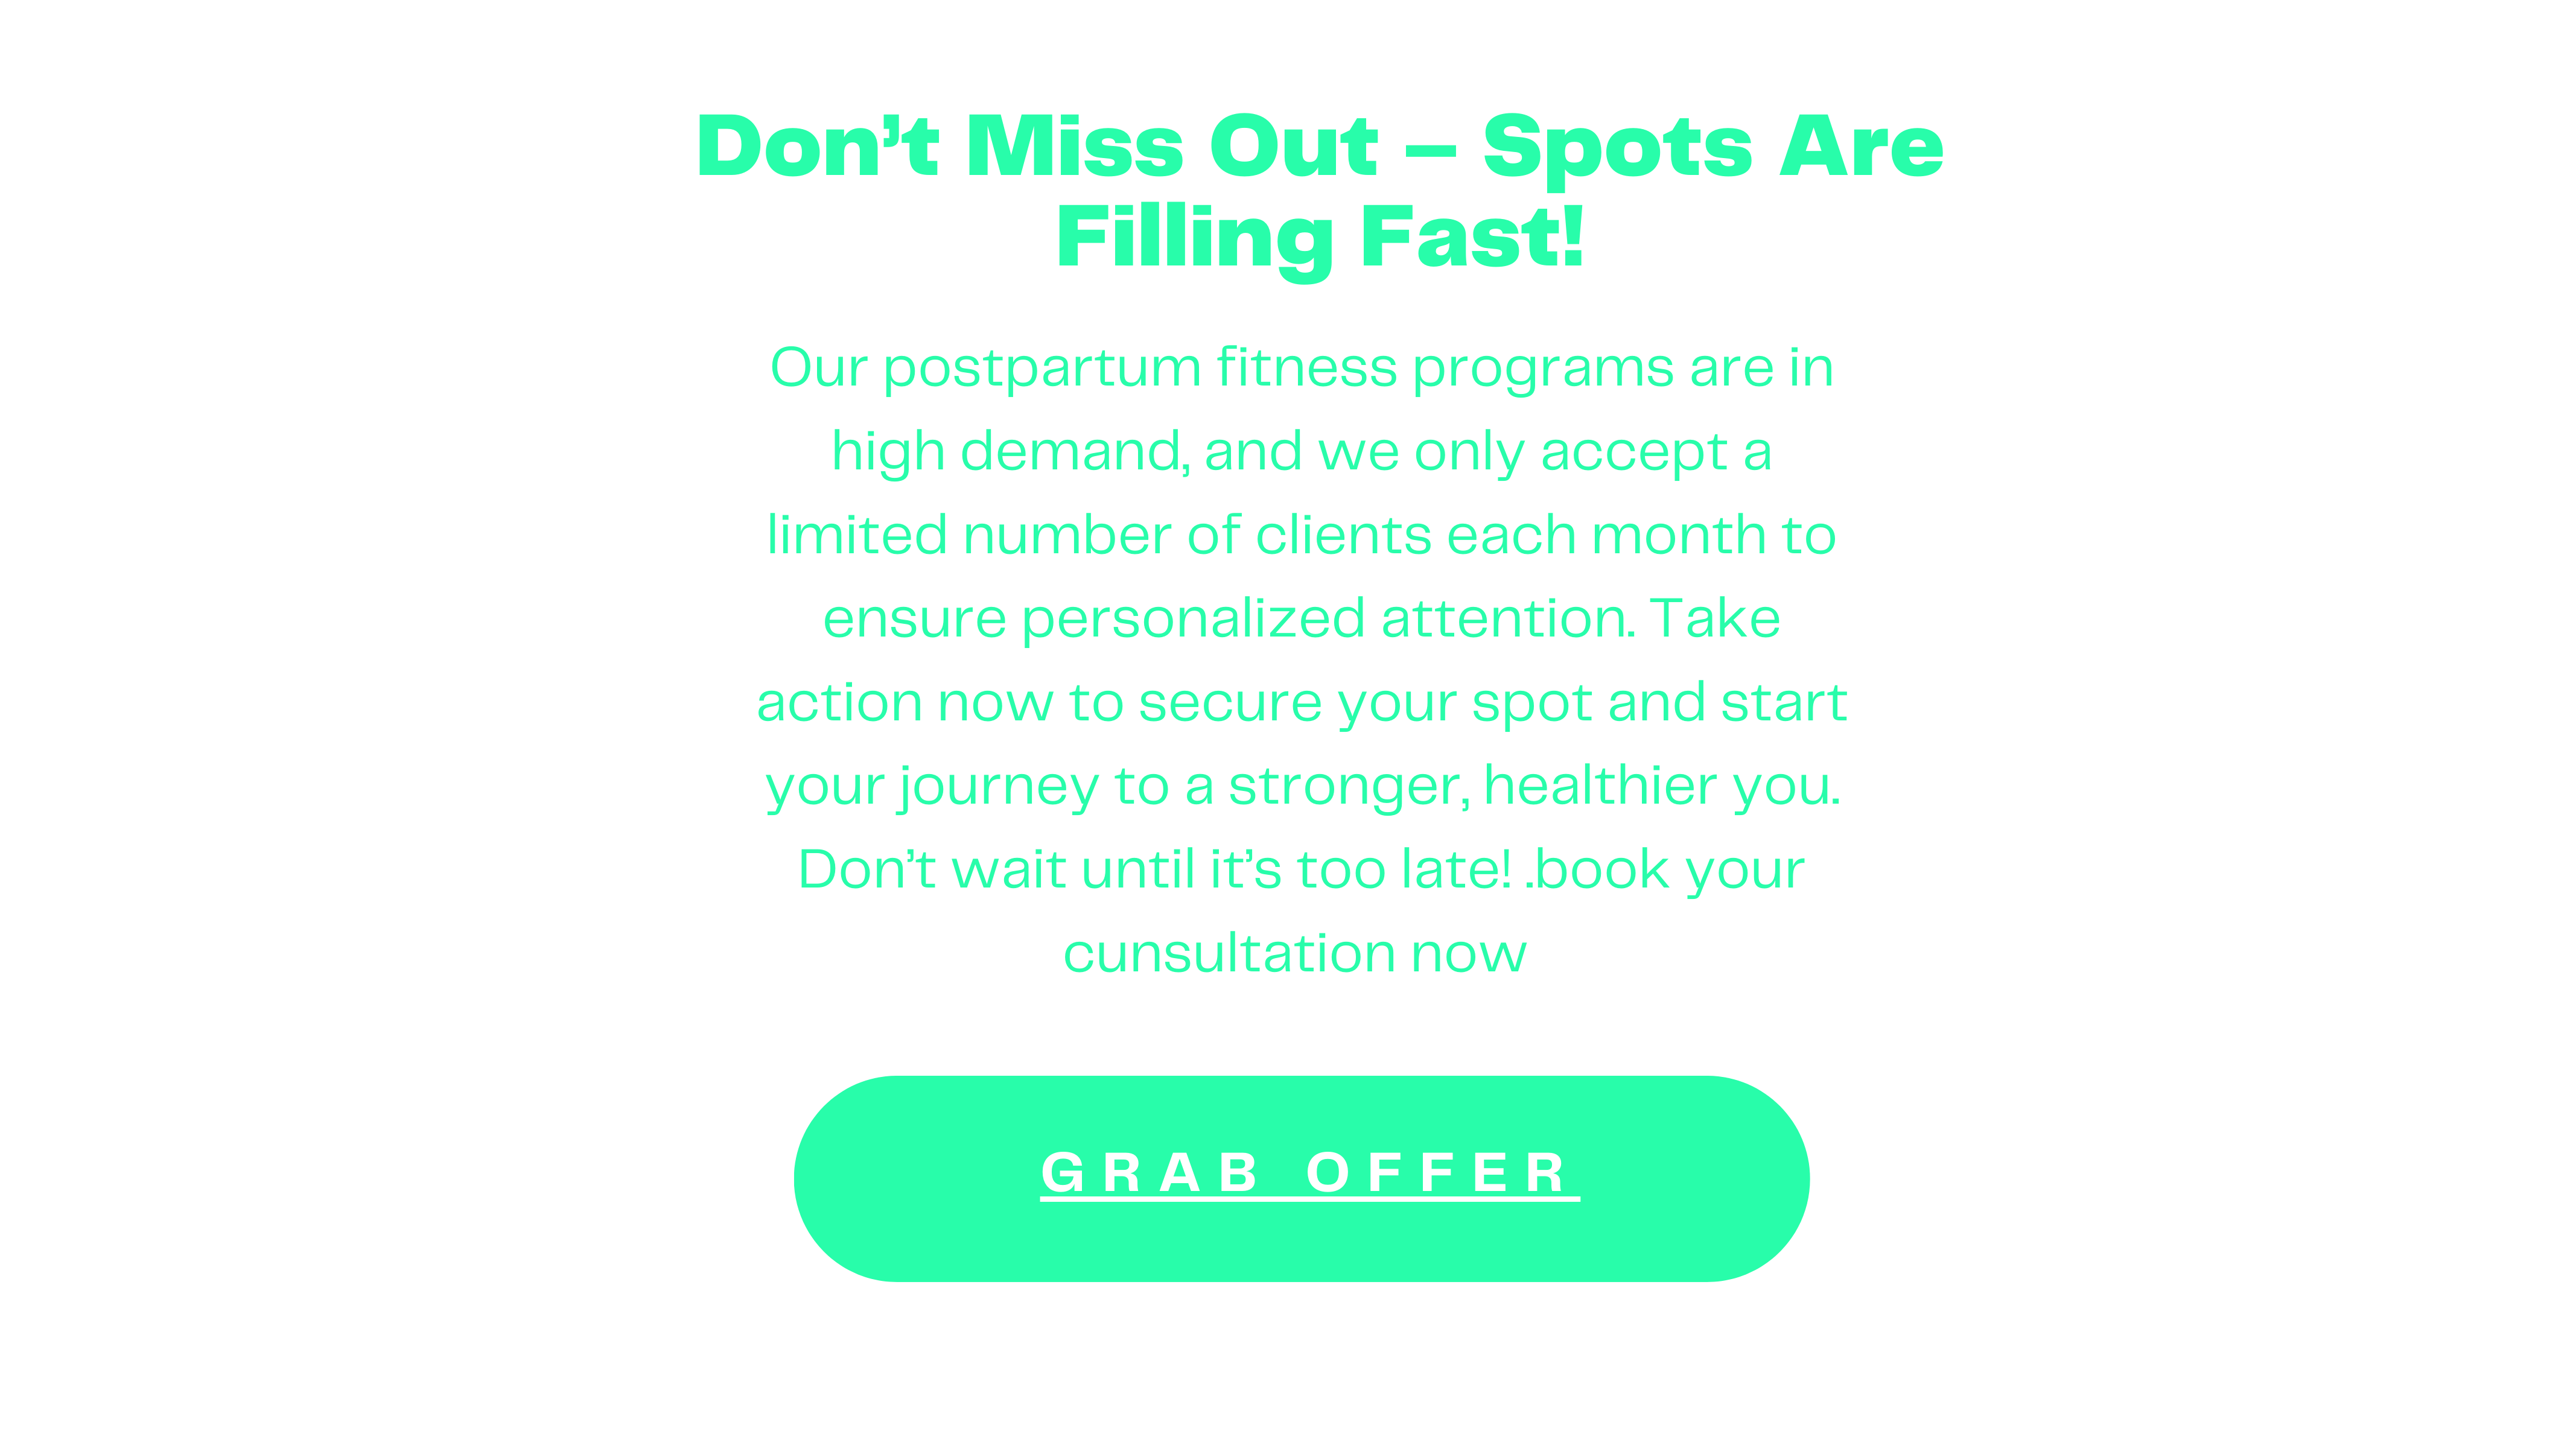 Don’t Miss Out – Spots Are
Filling Fast!
Our postpartum fitness programs are in
high demand, and we only accept a
limited number of clients each month to
ensure personalized attention. Take
action now to secure your spot and start
your journey to a stronger, healthier you.
Don’t wait until it’s too late! .book your
cunsultation now
GRAB OFFER